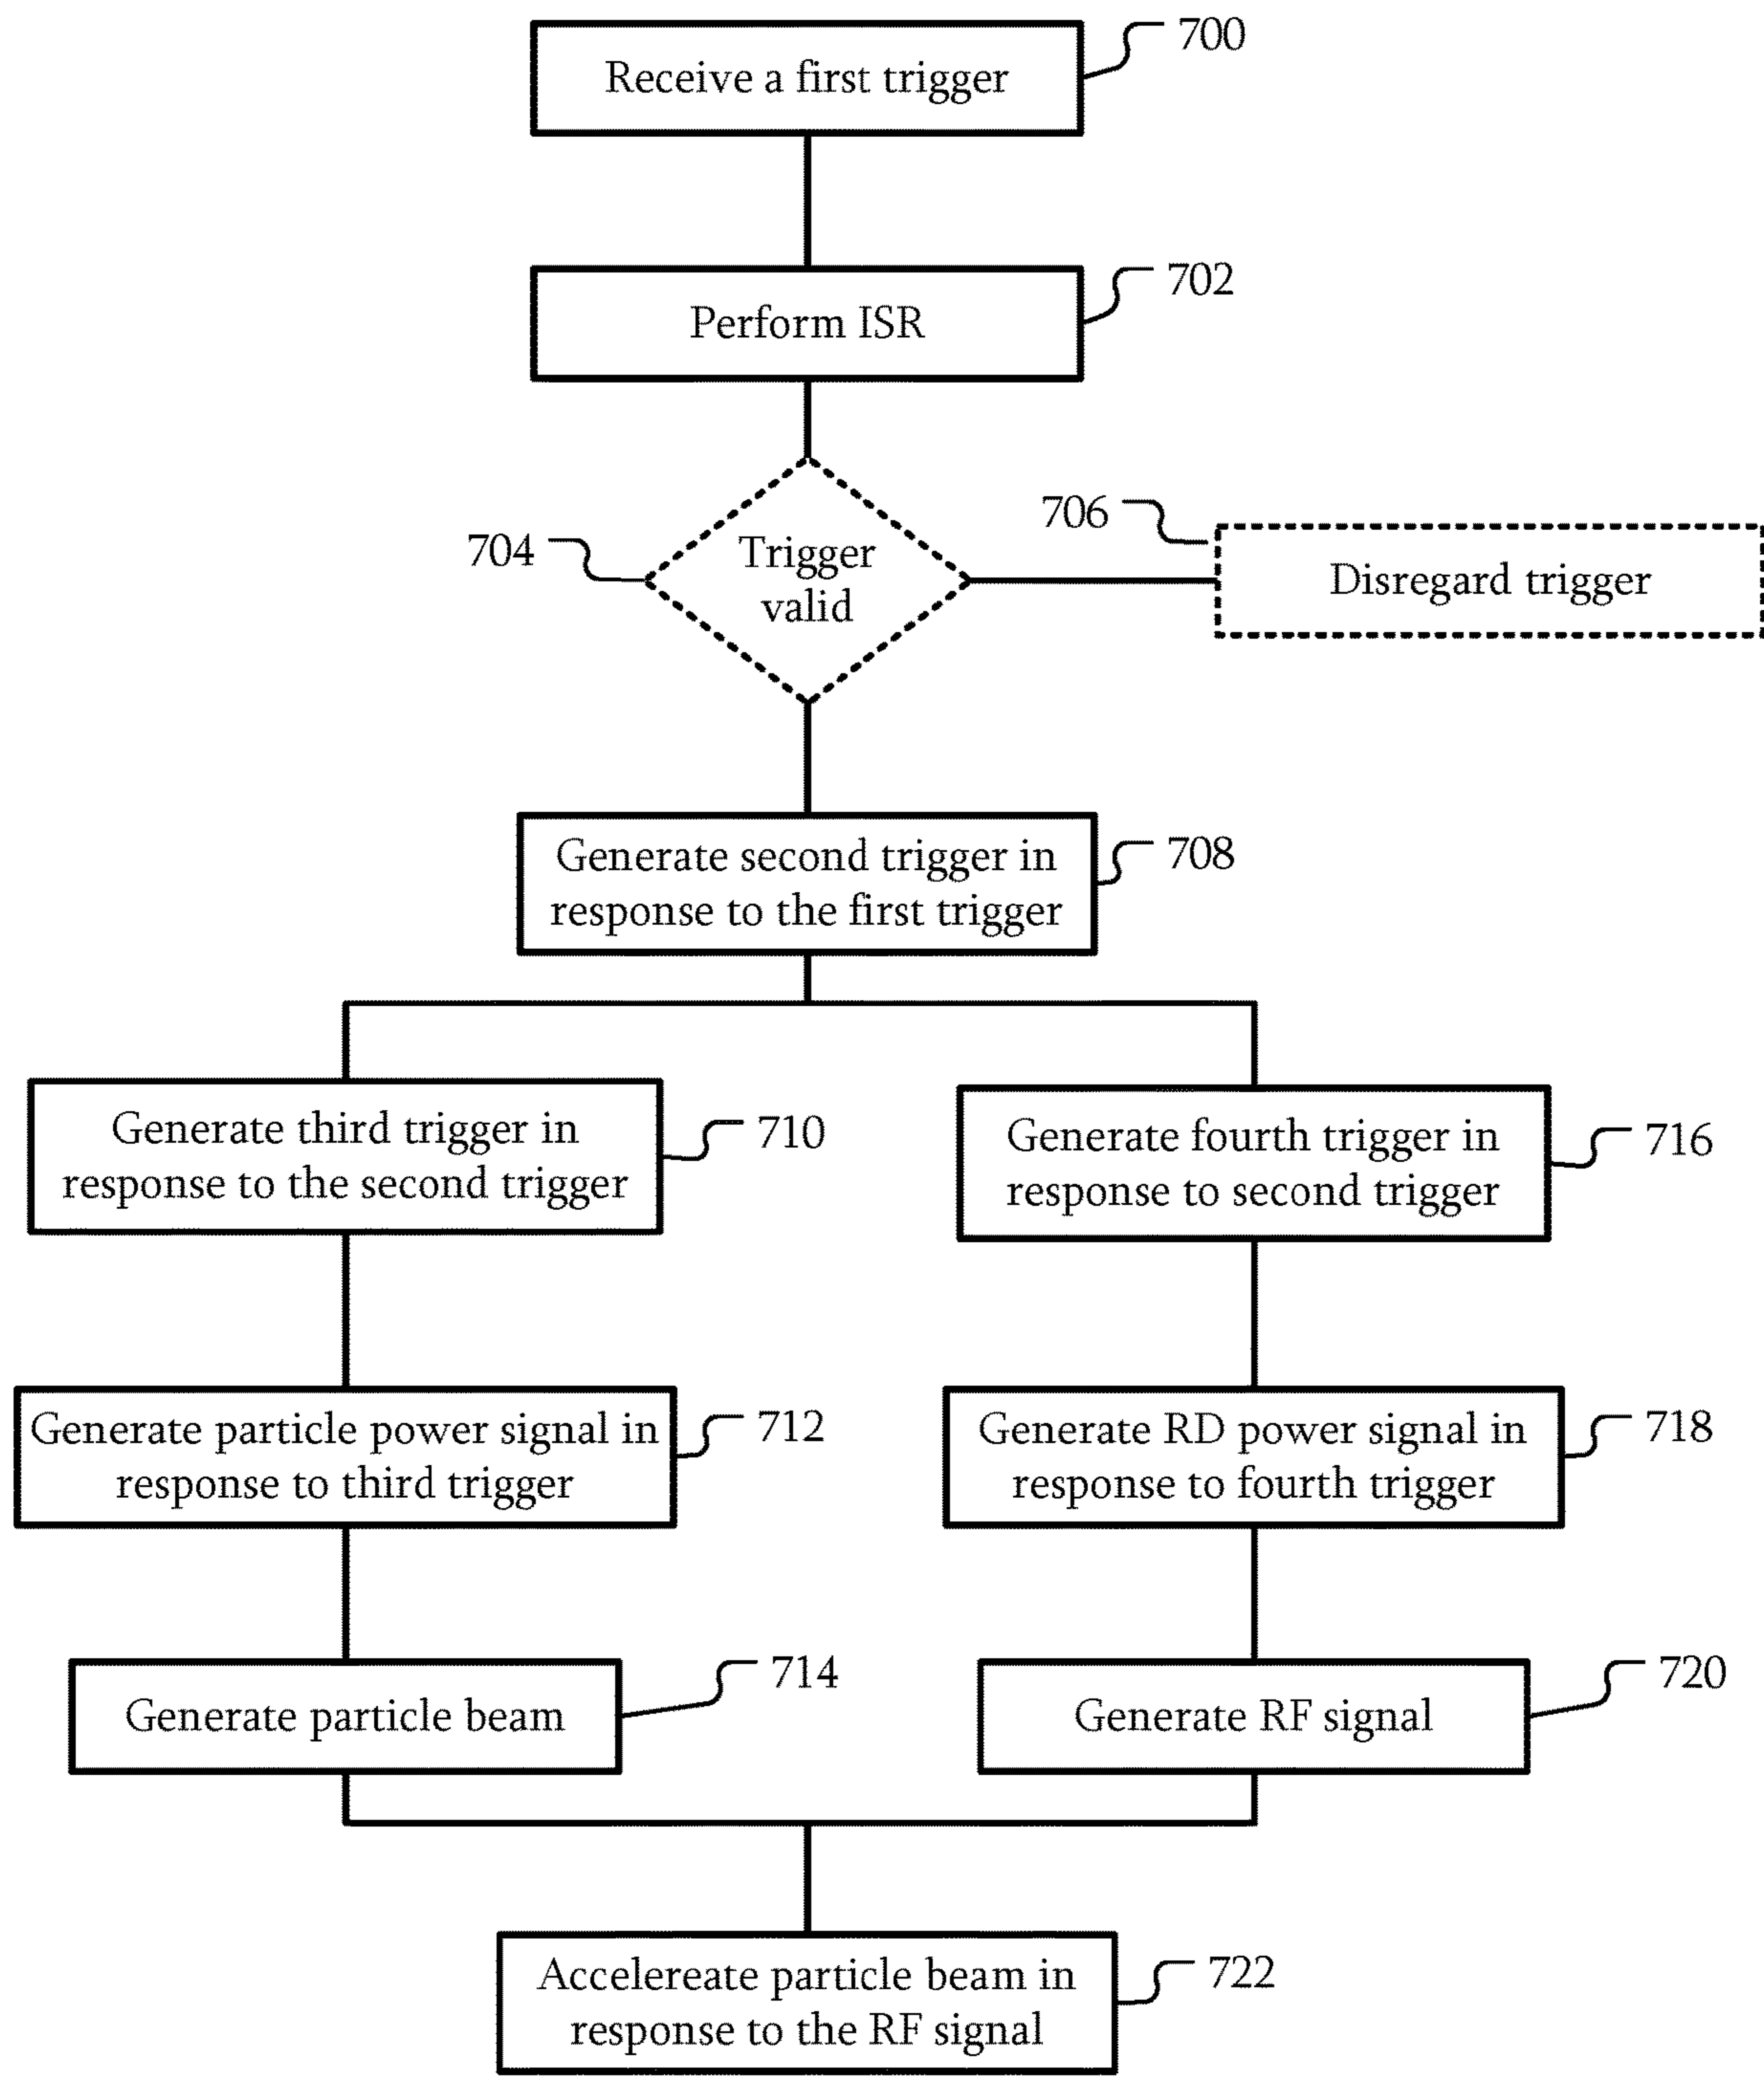 700
Receive a first trigger
702
Perform ISR
704
Trigger
valid
706
Disregard trigger
708
Generate second trigger in
response to the first trigger
710
Generate third trigger in
response to the second trigger
716
Generate fourth trigger in
response to second trigger
712
Generate particle power signal in
response to third trigger
718
Generate RD power signal in
response to fourth trigger
714
Generate particle beam
720
Generate RF signal
722
Accelereate particle beam in
response to the RF signal